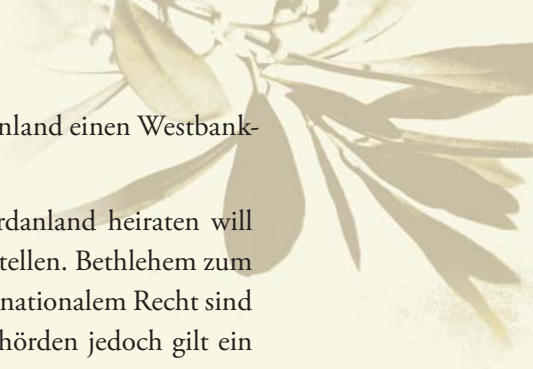 nland einen Westbank-
rdanland heiraten will
tellen. Bethlehem zum
nationalem Recht sind
hörden jedoch gilt ein